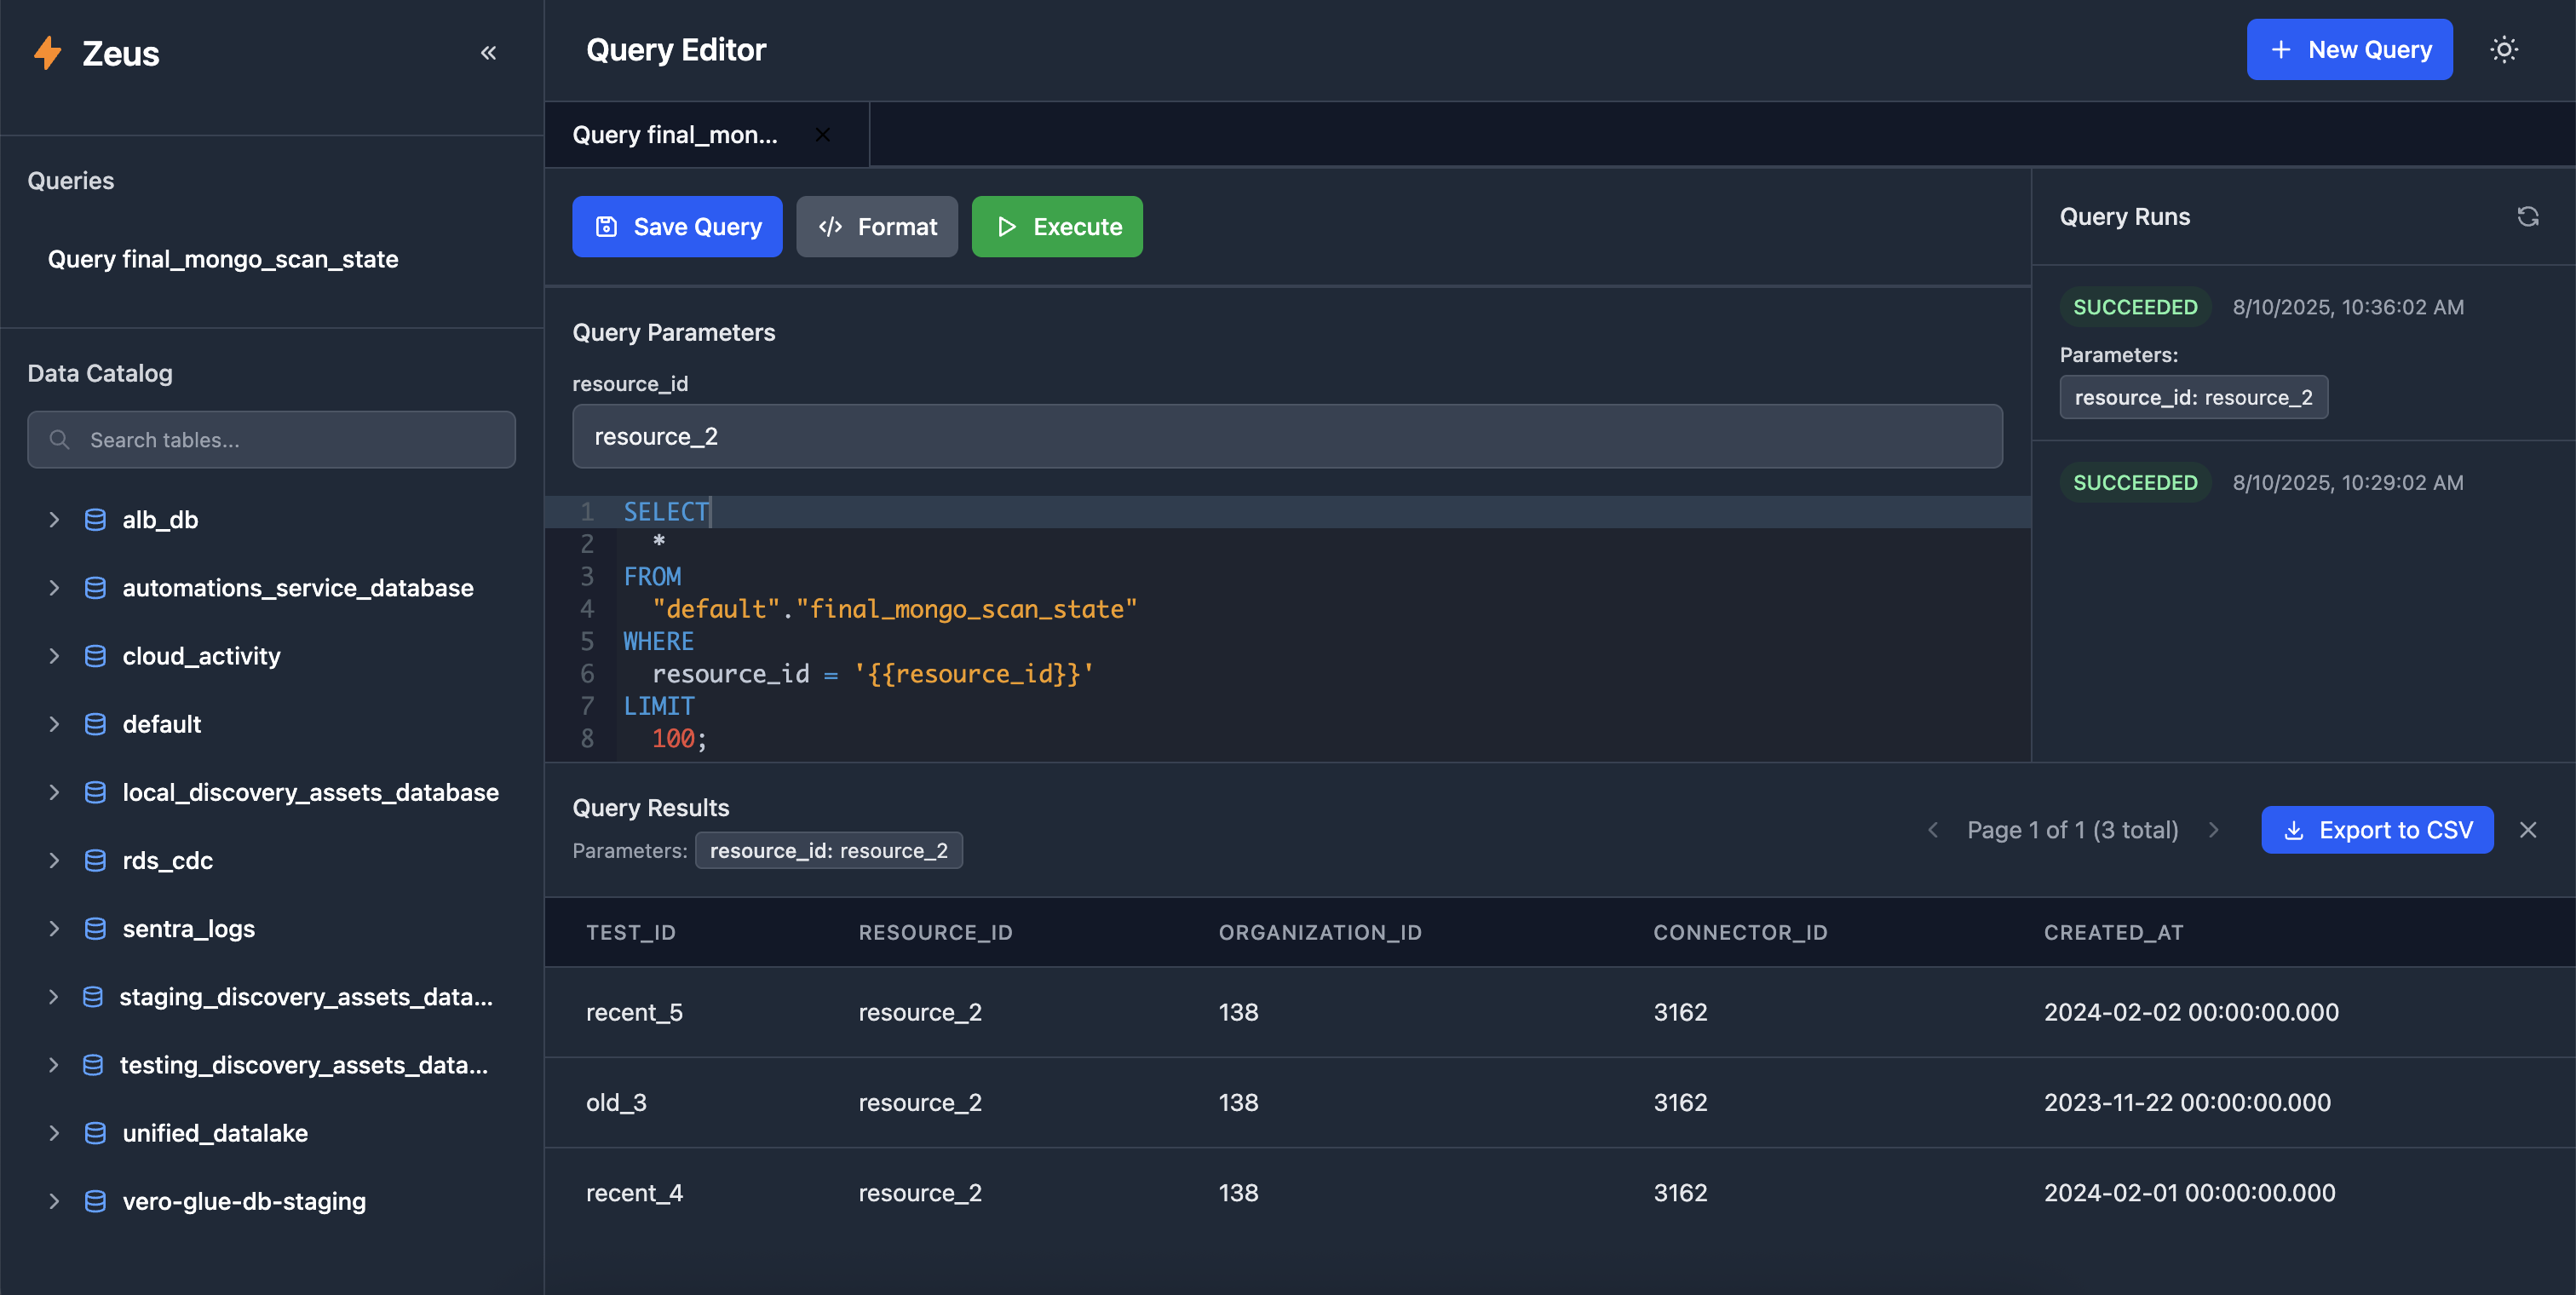 Zeus
Queries
Query final_mongo_scan_state
Data Catalog
Search tables...
alb_db
automations_service_database
cloud_activity
default
local_discovery_assets_database
rds_cdc
sentra_logs
staging_discovery_assets_data...
testing_discovery_assets_data...
unified_datalake
vero-glue-db-staging
Query Editor
New Query
Query final_mon...
Save Query
Format
Execute
Query Parameters
resource_id
resource_2
1 SELECT
2 *
3 FROM
4 "default"."final_mongo_scan_state"
5 WHERE
6 resource_id = '{{resource_id}}'
7 LIMIT
8 100;
Query Runs
SUCCEEDED 8/10/2025, 10:36:02 AM
Parameters:
resource_id: resource_2
SUCCEEDED 8/10/2025, 10:29:02 AM
Query Results
Parameters: resource_id: resource_2
Page 1 of 1 (3 total)
Export to CSV
TEST_ID RESOURCE_ID ORGANIZATION_ID CONNECTOR_ID CREATED_AT
recent_5 resource_2 138 3162 2024-02-02 00:00:00.000
old_3 resource_2 138 3162 2023-11-22 00:00:00.000
recent_4 resource_2 138 3162 2024-02-01 00:00:00.000